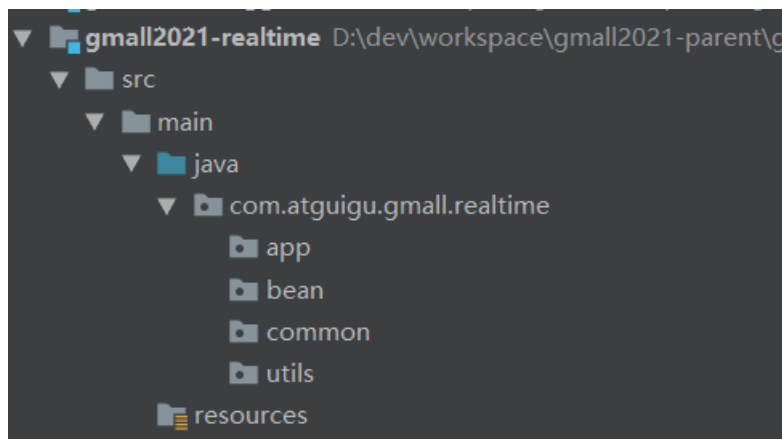 gmall2021-realtime D:\dev\workspace\gmall2021-parent\g
src
main
java
com.atguigu.gmall.realtime
app
bean
common
utils
resources